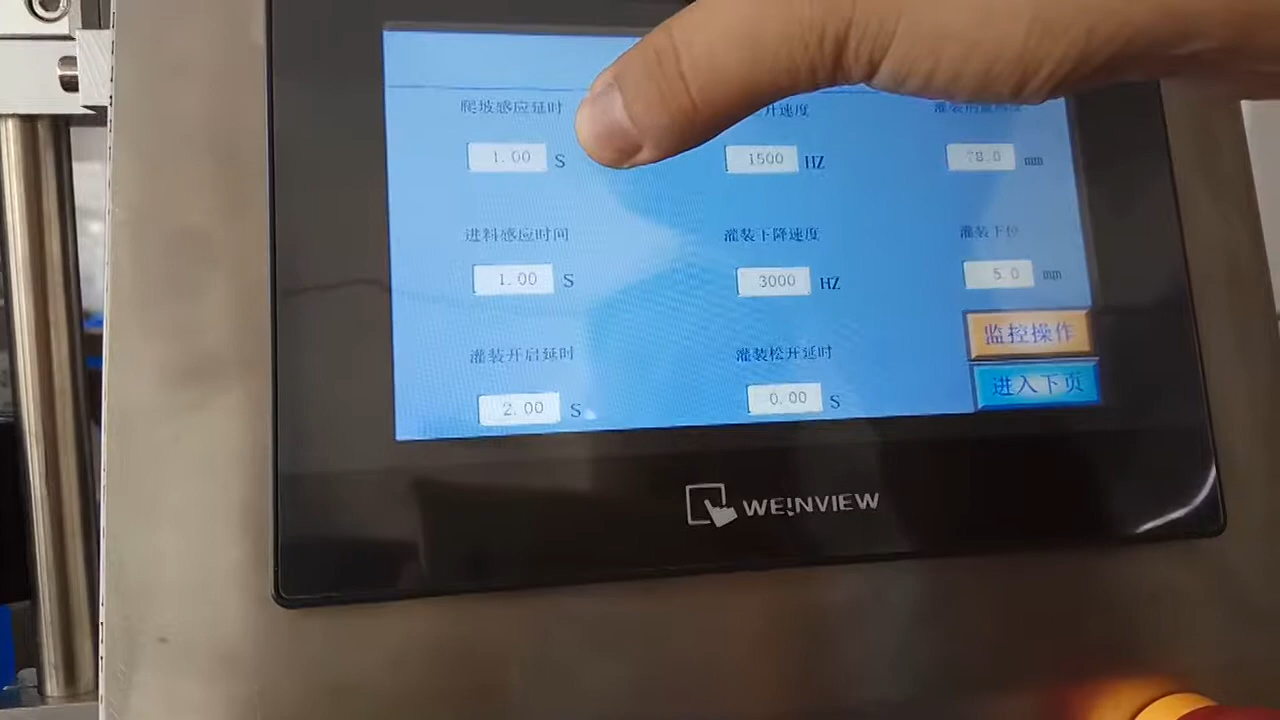 爬坡感应延时
升速度
1.00 S
1500 HZ
78.0 mm
进料感应时间
灌装下降速度
灌装下位
1.00 S
3000 HZ
5.0 mm
监控操作
灌装开启延时
灌装松开延时
进入下页
2.00 S
0.00 S
WEINVIEW